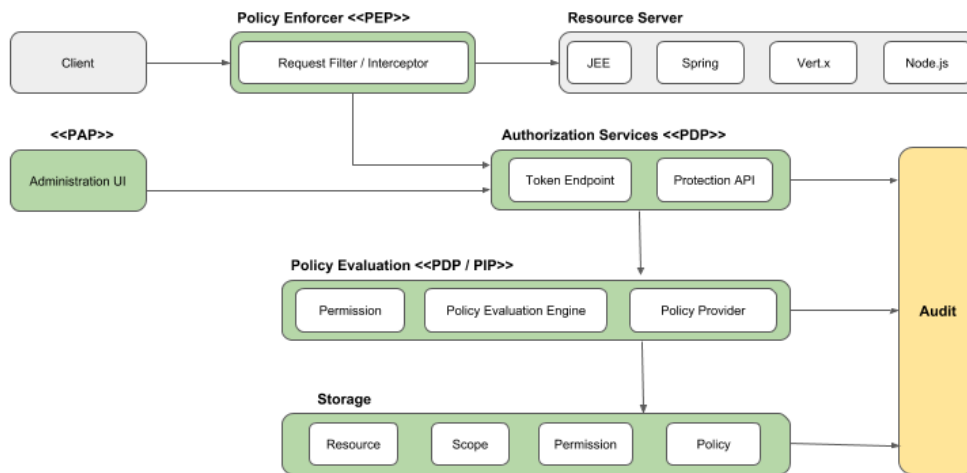 Policy Enforcer <<PEP>>
Resource Server
Client
Request Filter / Interceptor
JEE
Spring
Vert.x
Node.js
<<PAP>>
Authorization Services <<PDP>>
Administration UI
Token Endpoint
Protection API
Policy Evaluation <<PDP / PIP>>
Permission
Policy Evaluation Engine
Policy Provider
Audit
Storage
Resource
Scope
Permission
Policy